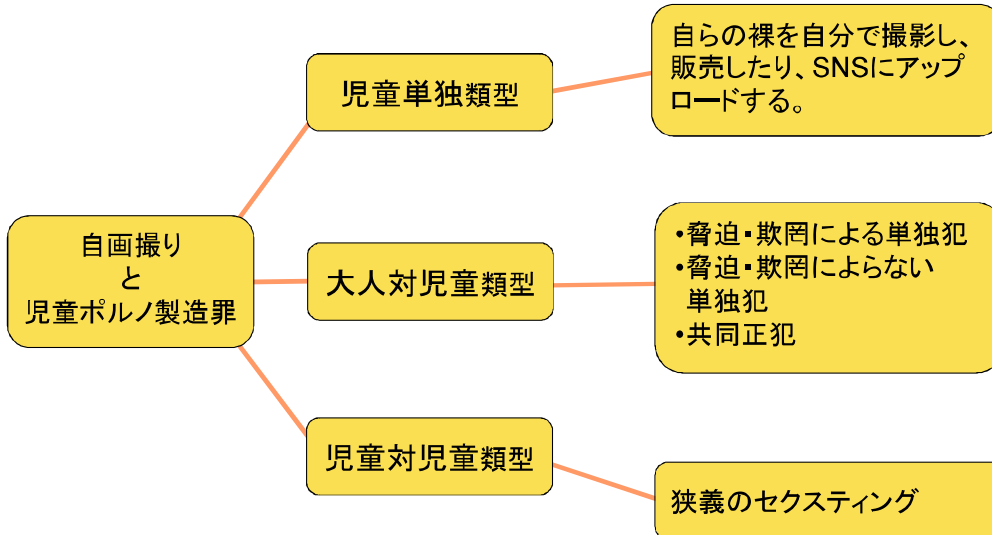 自画撮り
と
児童ポルノ製造罪
児童単独類型
自らの裸を自分で撮影し、
販売したり、SNSにアップ
ロードする。
大人対児童類型
•脅迫・欺罔による単独犯
•脅迫・欺罔によらない
単独犯
•共同正犯
児童対児童類型
狭義のセクスティング